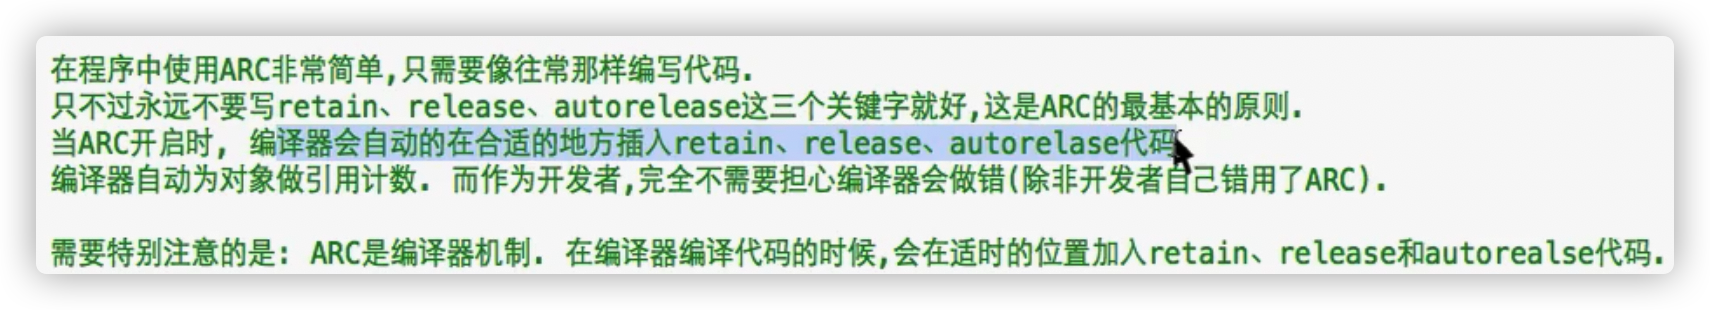 在程序中使用ARC非常简单,只需要像往常那样编写代码.
只不过永远不要写retain、release、autorelease这三个关键字就好,这是ARC的最基本的原则.
当ARC开启时, 编译器会自动的在合适的地方插入retain、release、autorelase代码
编译器自动为对象做引用计数. 而作为开发者,完全不需要担心编译器会做错(除非开发者自己错用了ARC).
需要特别注意的是: ARC是编译器机制. 在编译器编译代码的时候,会在适时的位置加入retain、release和autorealse代码.